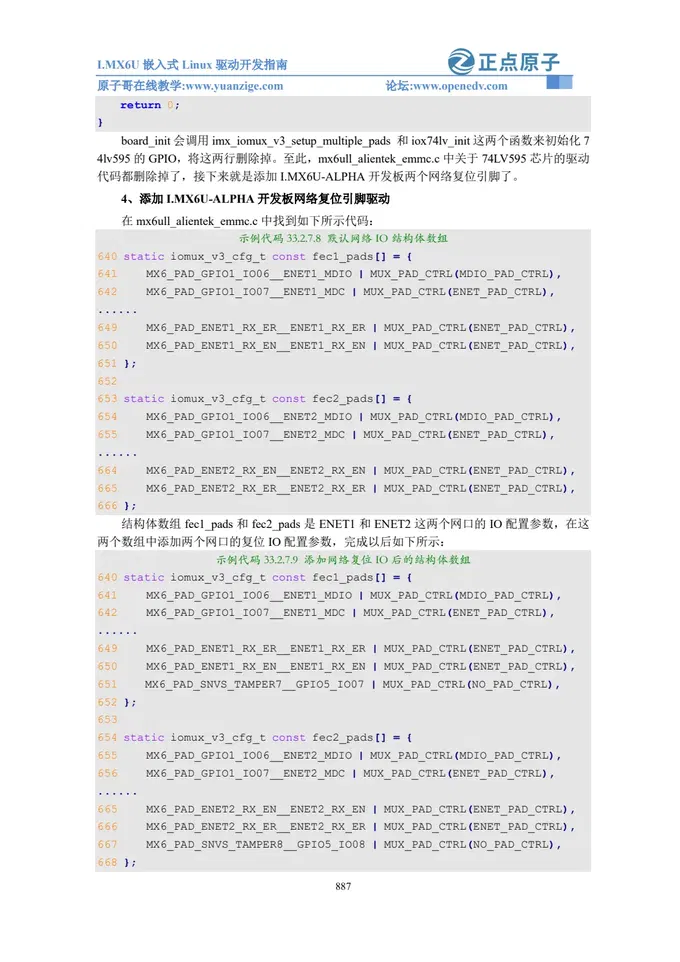 I.MX6U 嵌入式 Linux 驱动开发指南
正点原子
原子哥在线教学:www.yuanzige.com 论坛:www.openedv.com
return 0;
}
board_init 会调用 imx_iomux_v3_setup_multiple_pads 和 iox74lv_init 这两个函数来初始化 7
4lv595 的 GPIO，将这两行删除掉。至此，mx6ull_alientek_emmc.c 中关于 74LV595 芯片的驱动
代码都删除掉了，接下来就是添加 I.MX6U-ALPHA 开发板两个网络复位引脚了。
4、添加 I.MX6U-ALPHA 开发板网络复位引脚驱动
在 mx6ull_alientek_emmc.c 中找到如下所示代码：
示例代码 33.2.7.8 默认网络 IO 结构体数组
640 static iomux_v3_cfg_t const fec1_pads[] = {
641 MX6_PAD_GPIO1_IO06__ENET1_MDIO | MUX_PAD_CTRL(MDIO_PAD_CTRL),
642 MX6_PAD_GPIO1_IO07__ENET1_MDC | MUX_PAD_CTRL(ENET_PAD_CTRL),
......
649 MX6_PAD_ENET1_RX_ER__ENET1_RX_ER | MUX_PAD_CTRL(ENET_PAD_CTRL),
650 MX6_PAD_ENET1_RX_EN__ENET1_RX_EN | MUX_PAD_CTRL(ENET_PAD_CTRL),
651 };
652
653 static iomux_v3_cfg_t const fec2_pads[] = {
654 MX6_PAD_GPIO1_IO06__ENET2_MDIO | MUX_PAD_CTRL(MDIO_PAD_CTRL),
655 MX6_PAD_GPIO1_IO07__ENET2_MDC | MUX_PAD_CTRL(ENET_PAD_CTRL),
......
664 MX6_PAD_ENET2_RX_EN__ENET2_RX_EN | MUX_PAD_CTRL(ENET_PAD_CTRL),
665 MX6_PAD_ENET2_RX_ER__ENET2_RX_ER | MUX_PAD_CTRL(ENET_PAD_CTRL),
666 };
结构体数组 fec1_pads 和 fec2_pads 是 ENET1 和 ENET2 这两个网口的 IO 配置参数，在这
两个数组中添加两个网口的复位 IO 配置参数，完成以后如下所示：
示例代码 33.2.7.9 添加网络复位 IO 后的结构体数组
640 static iomux_v3_cfg_t const fec1_pads[] = {
641 MX6_PAD_GPIO1_IO06__ENET1_MDIO | MUX_PAD_CTRL(MDIO_PAD_CTRL),
642 MX6_PAD_GPIO1_IO07__ENET1_MDC | MUX_PAD_CTRL(ENET_PAD_CTRL),
......
649 MX6_PAD_ENET1_RX_ER__ENET1_RX_ER | MUX_PAD_CTRL(ENET_PAD_CTRL),
650 MX6_PAD_ENET1_RX_EN__ENET1_RX_EN | MUX_PAD_CTRL(ENET_PAD_CTRL),
651 MX6_PAD_SNVS_TAMPER7__GPIO5_IO07 | MUX_PAD_CTRL(NO_PAD_CTRL),
652 };
653
654 static iomux_v3_cfg_t const fec2_pads[] = {
655 MX6_PAD_GPIO1_IO06__ENET2_MDIO | MUX_PAD_CTRL(MDIO_PAD_CTRL),
656 MX6_PAD_GPIO1_IO07__ENET2_MDC | MUX_PAD_CTRL(ENET_PAD_CTRL),
......
665 MX6_PAD_ENET2_RX_EN__ENET2_RX_EN | MUX_PAD_CTRL(ENET_PAD_CTRL),
666 MX6_PAD_ENET2_RX_ER__ENET2_RX_ER | MUX_PAD_CTRL(ENET_PAD_CTRL),
667 MX6_PAD_SNVS_TAMPER8__GPIO5_IO08 | MUX_PAD_CTRL(NO_PAD_CTRL),
668 };
887